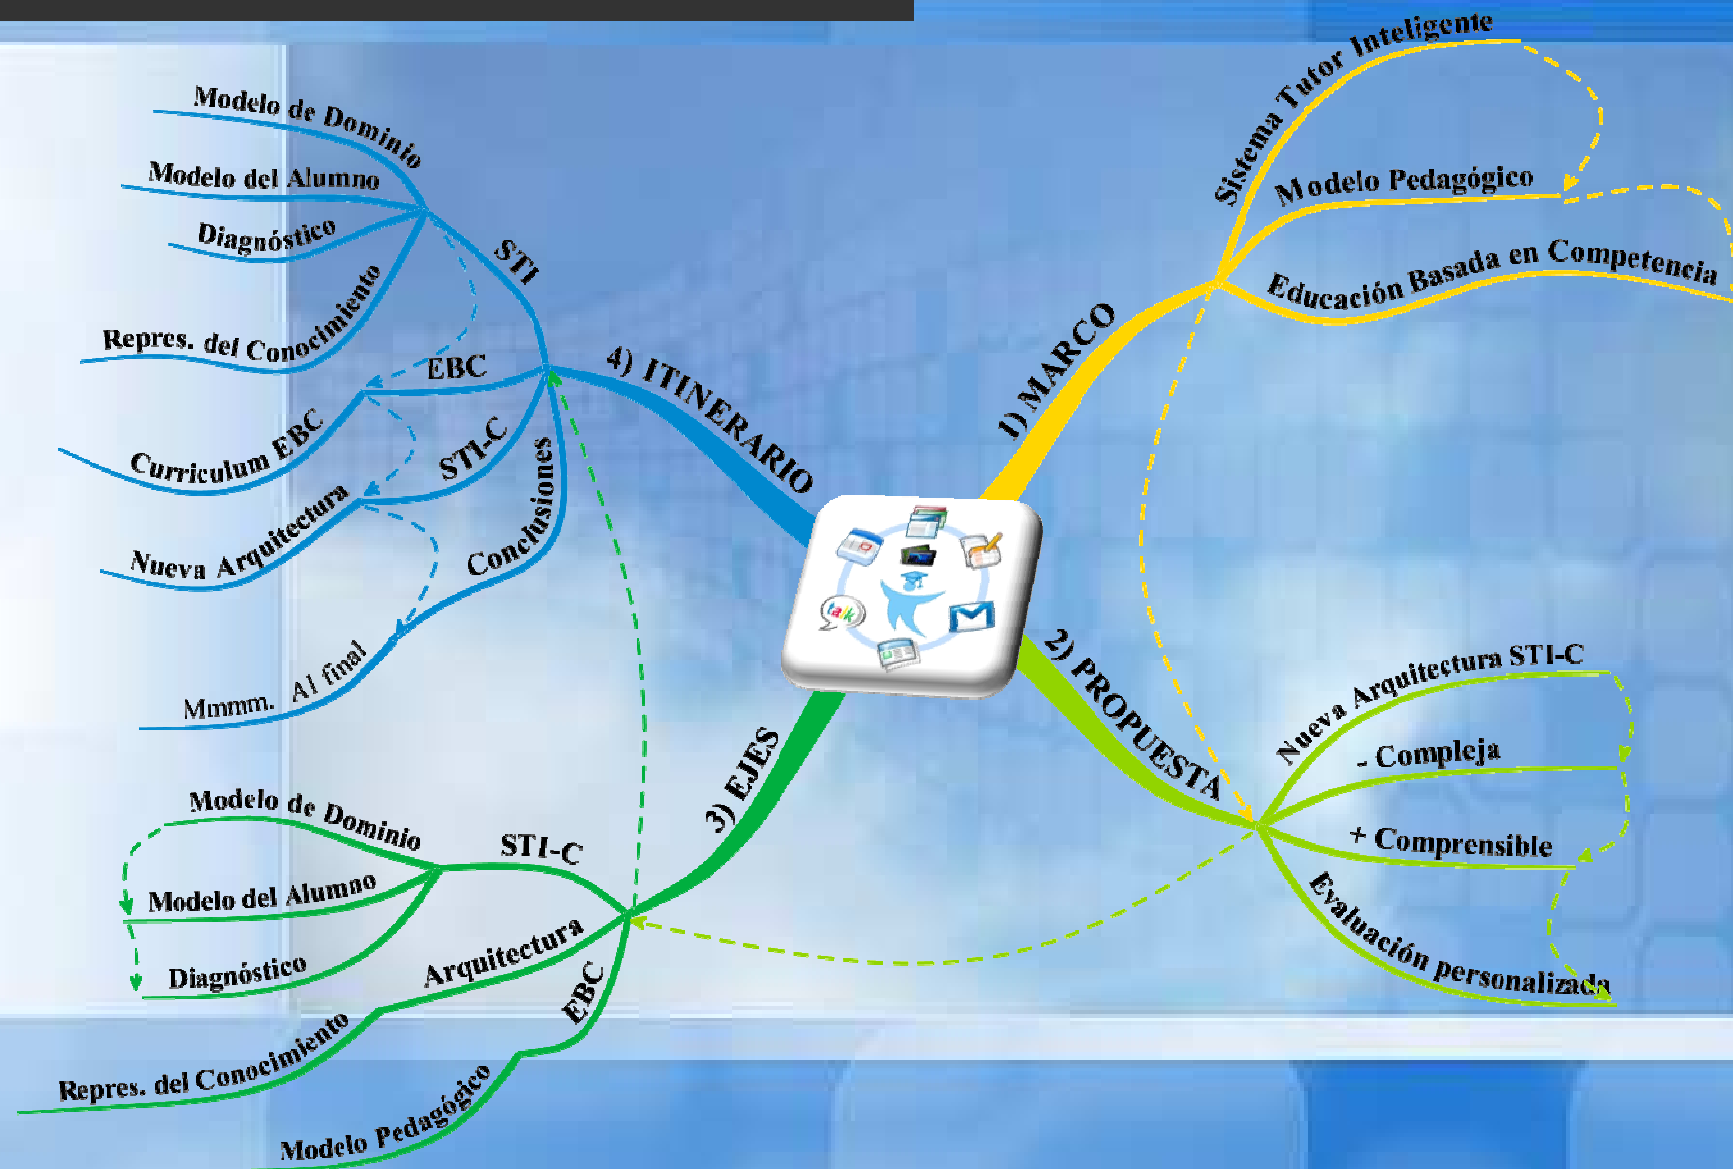 1) MARCO
Sistema Tutor Inteligente
Modelo Pedagógico
Educación Basada en Competencia
2) PROPUESTA
Nueva Arquitectura STI-C
- Compleja
+ Comprensible
Evaluación personalizada
3) EJES
STI-C
Modelo de Dominio
Modelo del Alumno
Diagnóstico
Arquitectura
Repres. del Conocimiento
EBC
Modelo Pedagógico
4) ITINERARIO
STI
Modelo de Dominio
Modelo del Alumno
Diagnóstico
Repres. del Conocimiento
EBC
Curriculum EBC
STI-C
Nueva Arquitectura
Conclusiones
Mmmm. Al final
talk